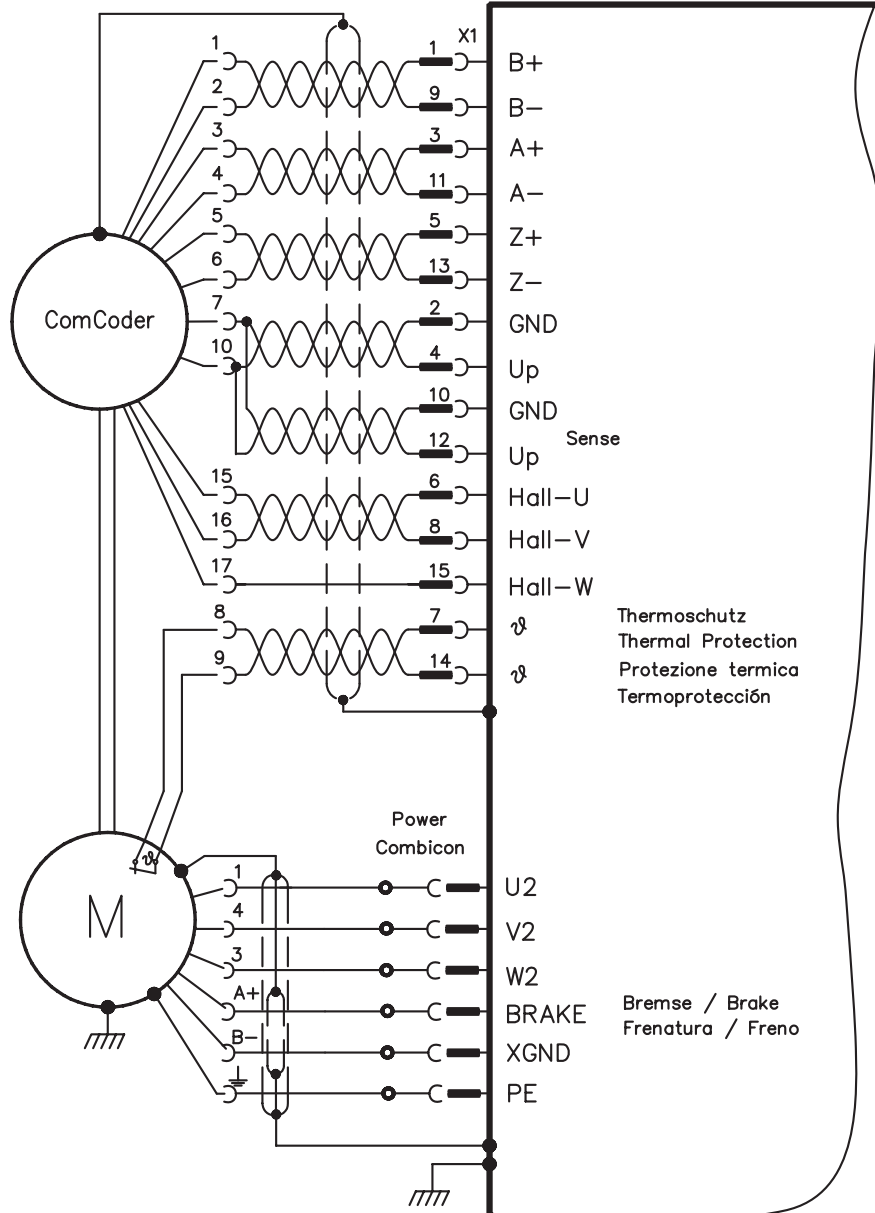 X1
1 1 B+
2 9 B-
3 3 A+
4 11 A-
5 5 Z+
6 13 Z-
ComCoder
7 2 GND
10 4 Up
10 GND
Sense
12 Up
15 6 Hall-U
16 8 Hall-V
17 15 Hall-W
8 7 ϑ Thermoschutz
Thermal Protection
9 14 ϑ Protezione termica
Termoprotección
Power
Combicon
ϑ
M
1 U2
4 V2
3 W2
A+ BRAKE Bremse / Brake
Frenatura / Freno
B- XGND
PE